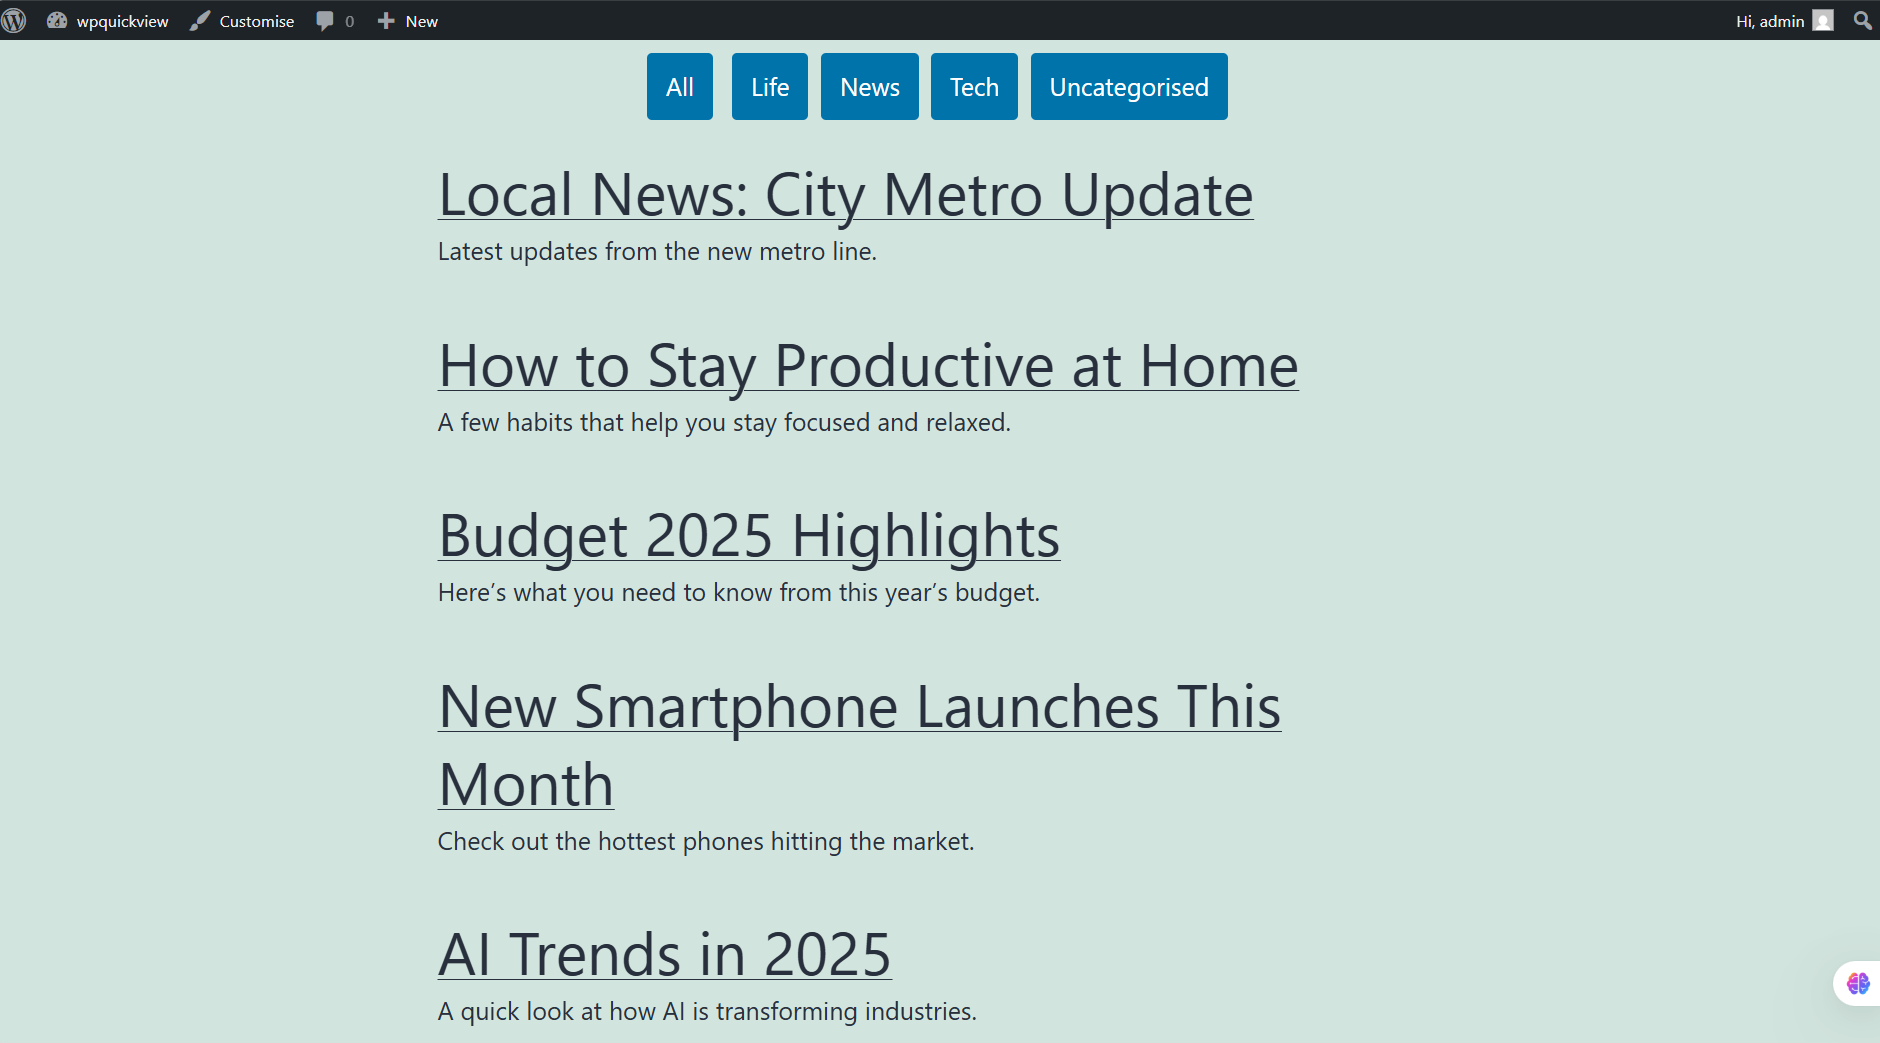 wpquickview Customise 0 New Hi, admin
All Life News Tech Uncategorised
Local News: City Metro Update
Latest updates from the new metro line.
How to Stay Productive at Home
A few habits that help you stay focused and relaxed.
Budget 2025 Highlights
Here’s what you need to know from this year’s budget.
New Smartphone Launches This
Month
Check out the hottest phones hitting the market.
AI Trends in 2025
A quick look at how AI is transforming industries.